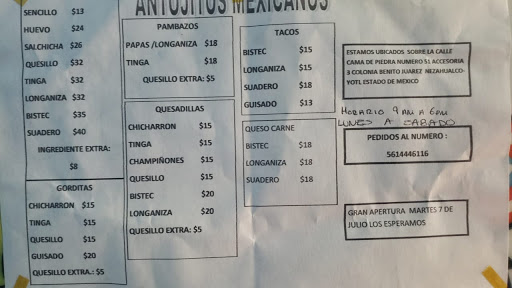 ANTOJITOS MEXICANOS
SENCILLO $13
HUEVO $24
SALCHICHA $26
QUESILLO $32
TINGA $32
LONGANIZA $32
BISTEC $35
SUADERO $40
INGREDIENTE EXTRA:
$8
GORDITAS
CHICHARRON $15
TINGA $15
QUESILLO $15
GUISADO $20
QUESILLO EXTRA.: $5
PAMBAZOS
PAPAS /LONGANIZA $18
TINGA $18
QUESILLO EXTRA: $5
QUESADILLAS
CHICHARRON $15
TINGA $15
CHAMPIÑONES $15
QUESILLO $15
BISTEC $20
LONGANIZA $20
QUESILLO EXTRA: $5
TACOS
BISTEC $15
LONGANIZA $15
SUADERO $18
GUISADO $13
QUESO CARNE
BISTEC $18
LONGANIZA $18
SUADERO $18
ESTAMOS UBICADOS SOBRE LA CALLE
CAMA DE PIEDRA NUMERO 51 ACCESORIA
3 COLONIA BENITO JUAREZ NEZAHUALCO-
YOTL ESTADO DE MEXICO
HORARIO 9 AM A 6PM
LUNES A SABADO
PEDIDOS AL NUMERO :
5614446116
GRAN APERTURA MARTES 7 DE
JULIO LOS ESPERAMOS